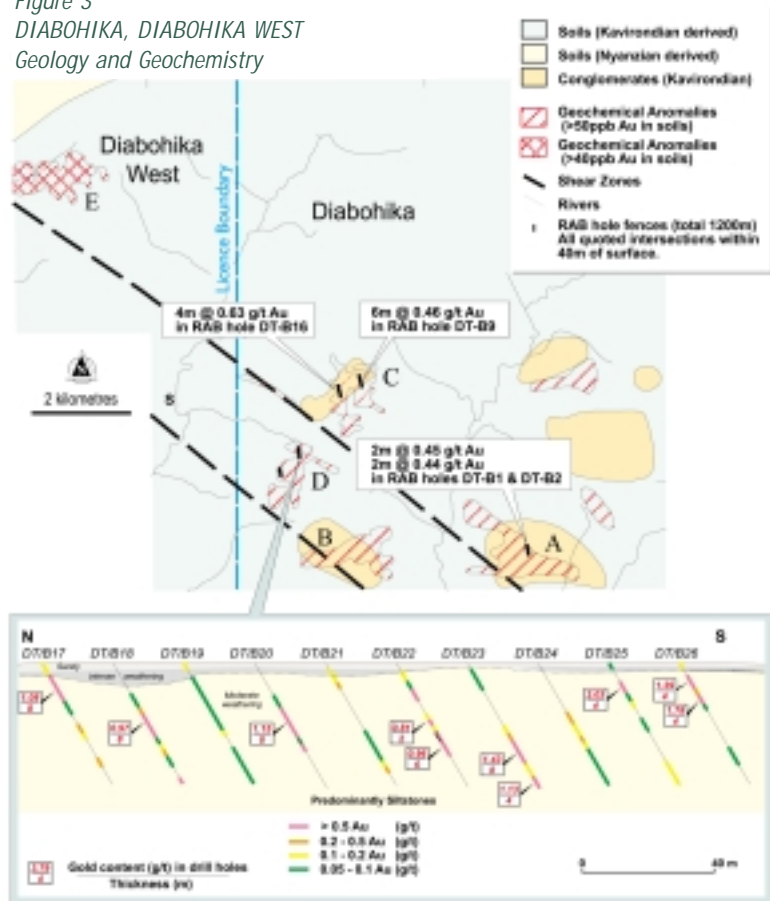 Figure 3
DIABOHIKA, DIABOHIKA WEST
Geology and Geochemistry
Soils (Kavirondian derived)
Soils (Nyanzian derived)
Conglomerates (Kavirondian)
Geochemical Anomalies
(>50ppb Au in soils)
Geochemical Anomalies
(>40ppb Au in soils)
Shear Zones
Rivers
RAB hole fences (total 1200m)
All quoted intersections within
40m of surface.
Diabohika
West
E
Licence Boundary
Diabohika
4m @ 0.63 g/t Au
in RAB hole DT-B16
6m @ 0.46 g/t Au
in RAB hole DT-B9
C
2 kilometres
S
2m @ 0.45 g/t Au
2m @ 0.44 g/t Au
in RAB holes DT-B1 & DT-B2
D
B
A
N
S
DT/B17
DT/B18
DT/B19
DT/B20
DT/B21
DT/B22
DT/B23
DT/B24
DT/B25
DT/B26
weathering
Moderate
weathering
Predominantly Siltstones
> 0.5 Au (g/t)
0.2 - 0.5 Au (g/t)
0.1 - 0.2 Au (g/t)
0.05 - 0.1 Au (g/t)
Gold content (g/t) in drill holes
Thickness (m)
0
40 m